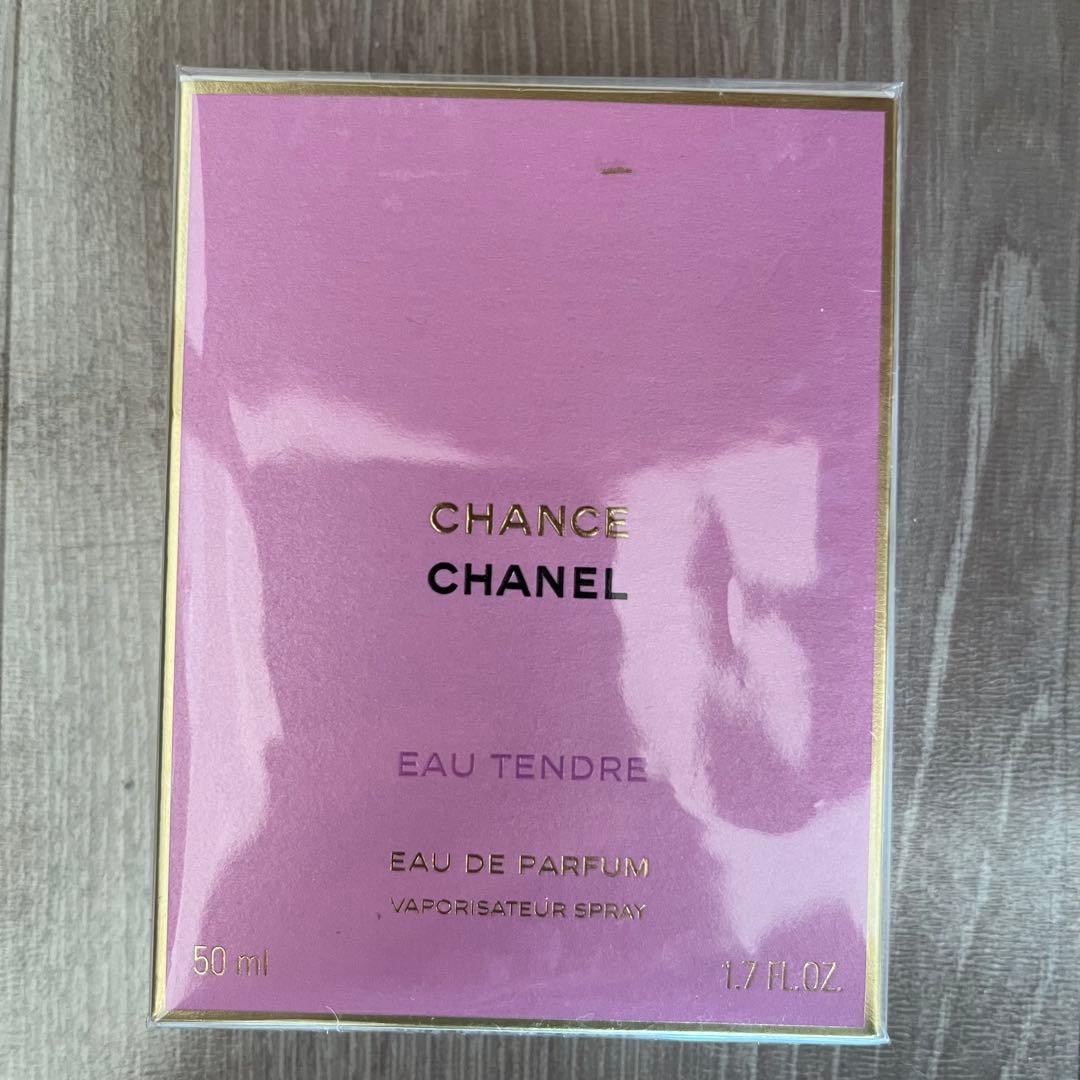 CHANCE
CHANEL
EAU TENDRE
EAU DE PARFUM
VAPORISATEUR SPRAY
50 ml 1.7 FL.OZ.